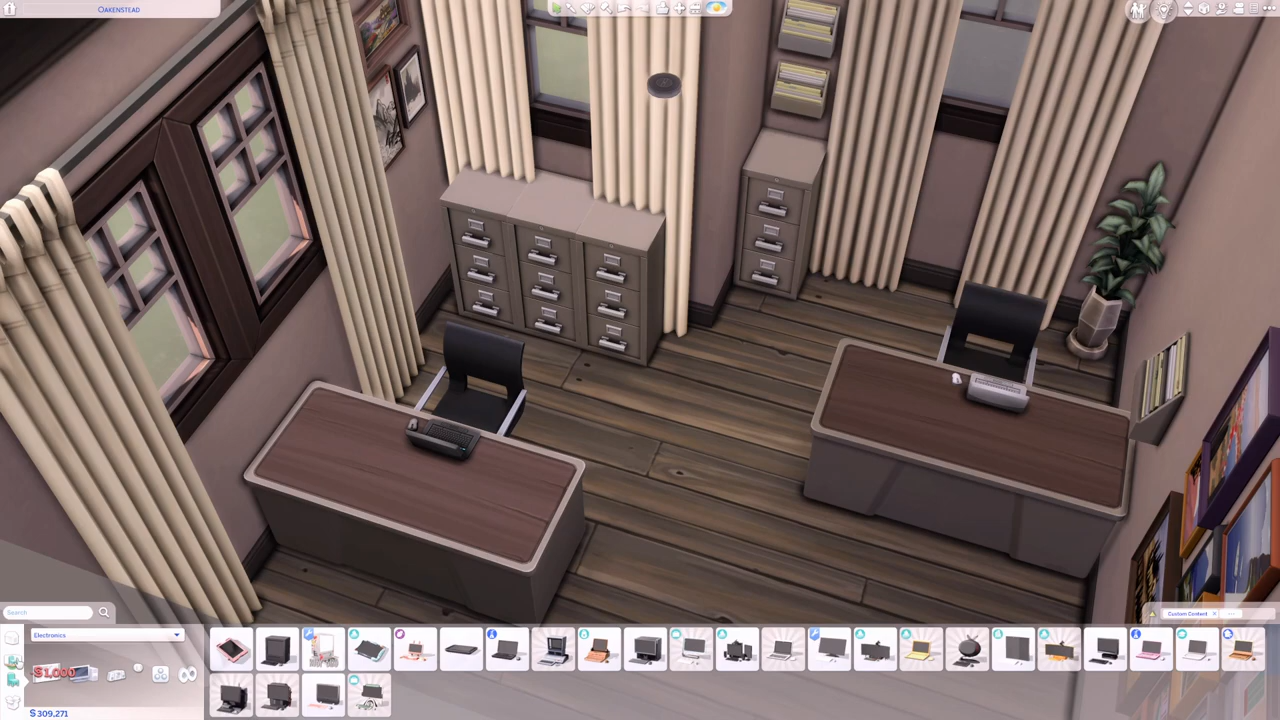 OAKENSTEAD
Search
Custom Content ×
Electronics
-$1,000
$309,271